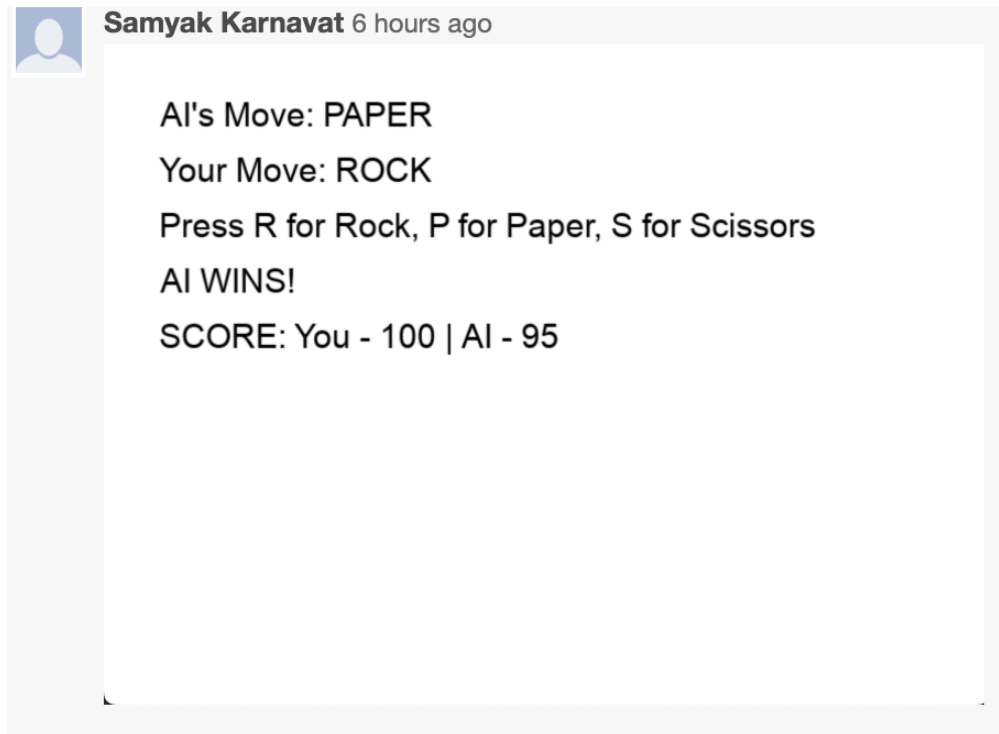 Samyak Karnavat 6 hours ago
AI's Move: PAPER
Your Move: ROCK
Press R for Rock, P for Paper, S for Scissors
AI WINS!
SCORE: You - 100 | AI - 95